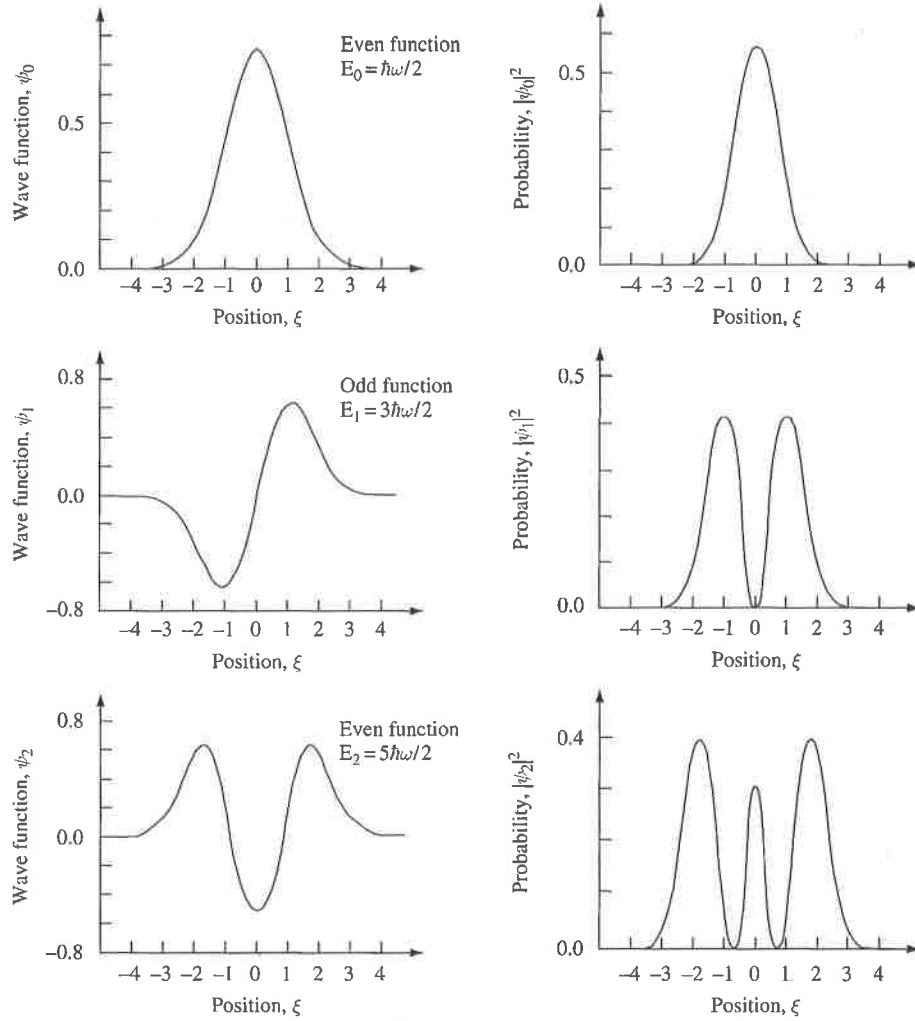 Wave function, ψ₀
0.5
0.0
Even function
E₀ = ℏω/2
−4 −3 −2 −1 0 1 2 3 4
Position, ξ
Probability, |ψ₀|²
0.5
0.0
−4 −3 −2 −1 0 1 2 3 4
Position, ξ
Wave function, ψ₁
0.8
0.0
−0.8
Odd function
E₁ = 3ℏω/2
−4 −3 −2 −1 0 1 2 3 4
Position, ξ
Probability, |ψ₁|²
0.5
0.0
−4 −3 −2 −1 0 1 2 3 4
Position, ξ
Wave function, ψ₂
0.8
0.0
−0.8
Even function
E₂ = 5ℏω/2
−4 −3 −2 −1 0 1 2 3 4
Position, ξ
Probability, |ψ₂|²
0.4
0.0
−4 −3 −2 −1 0 1 2 3 4
Position, ξ